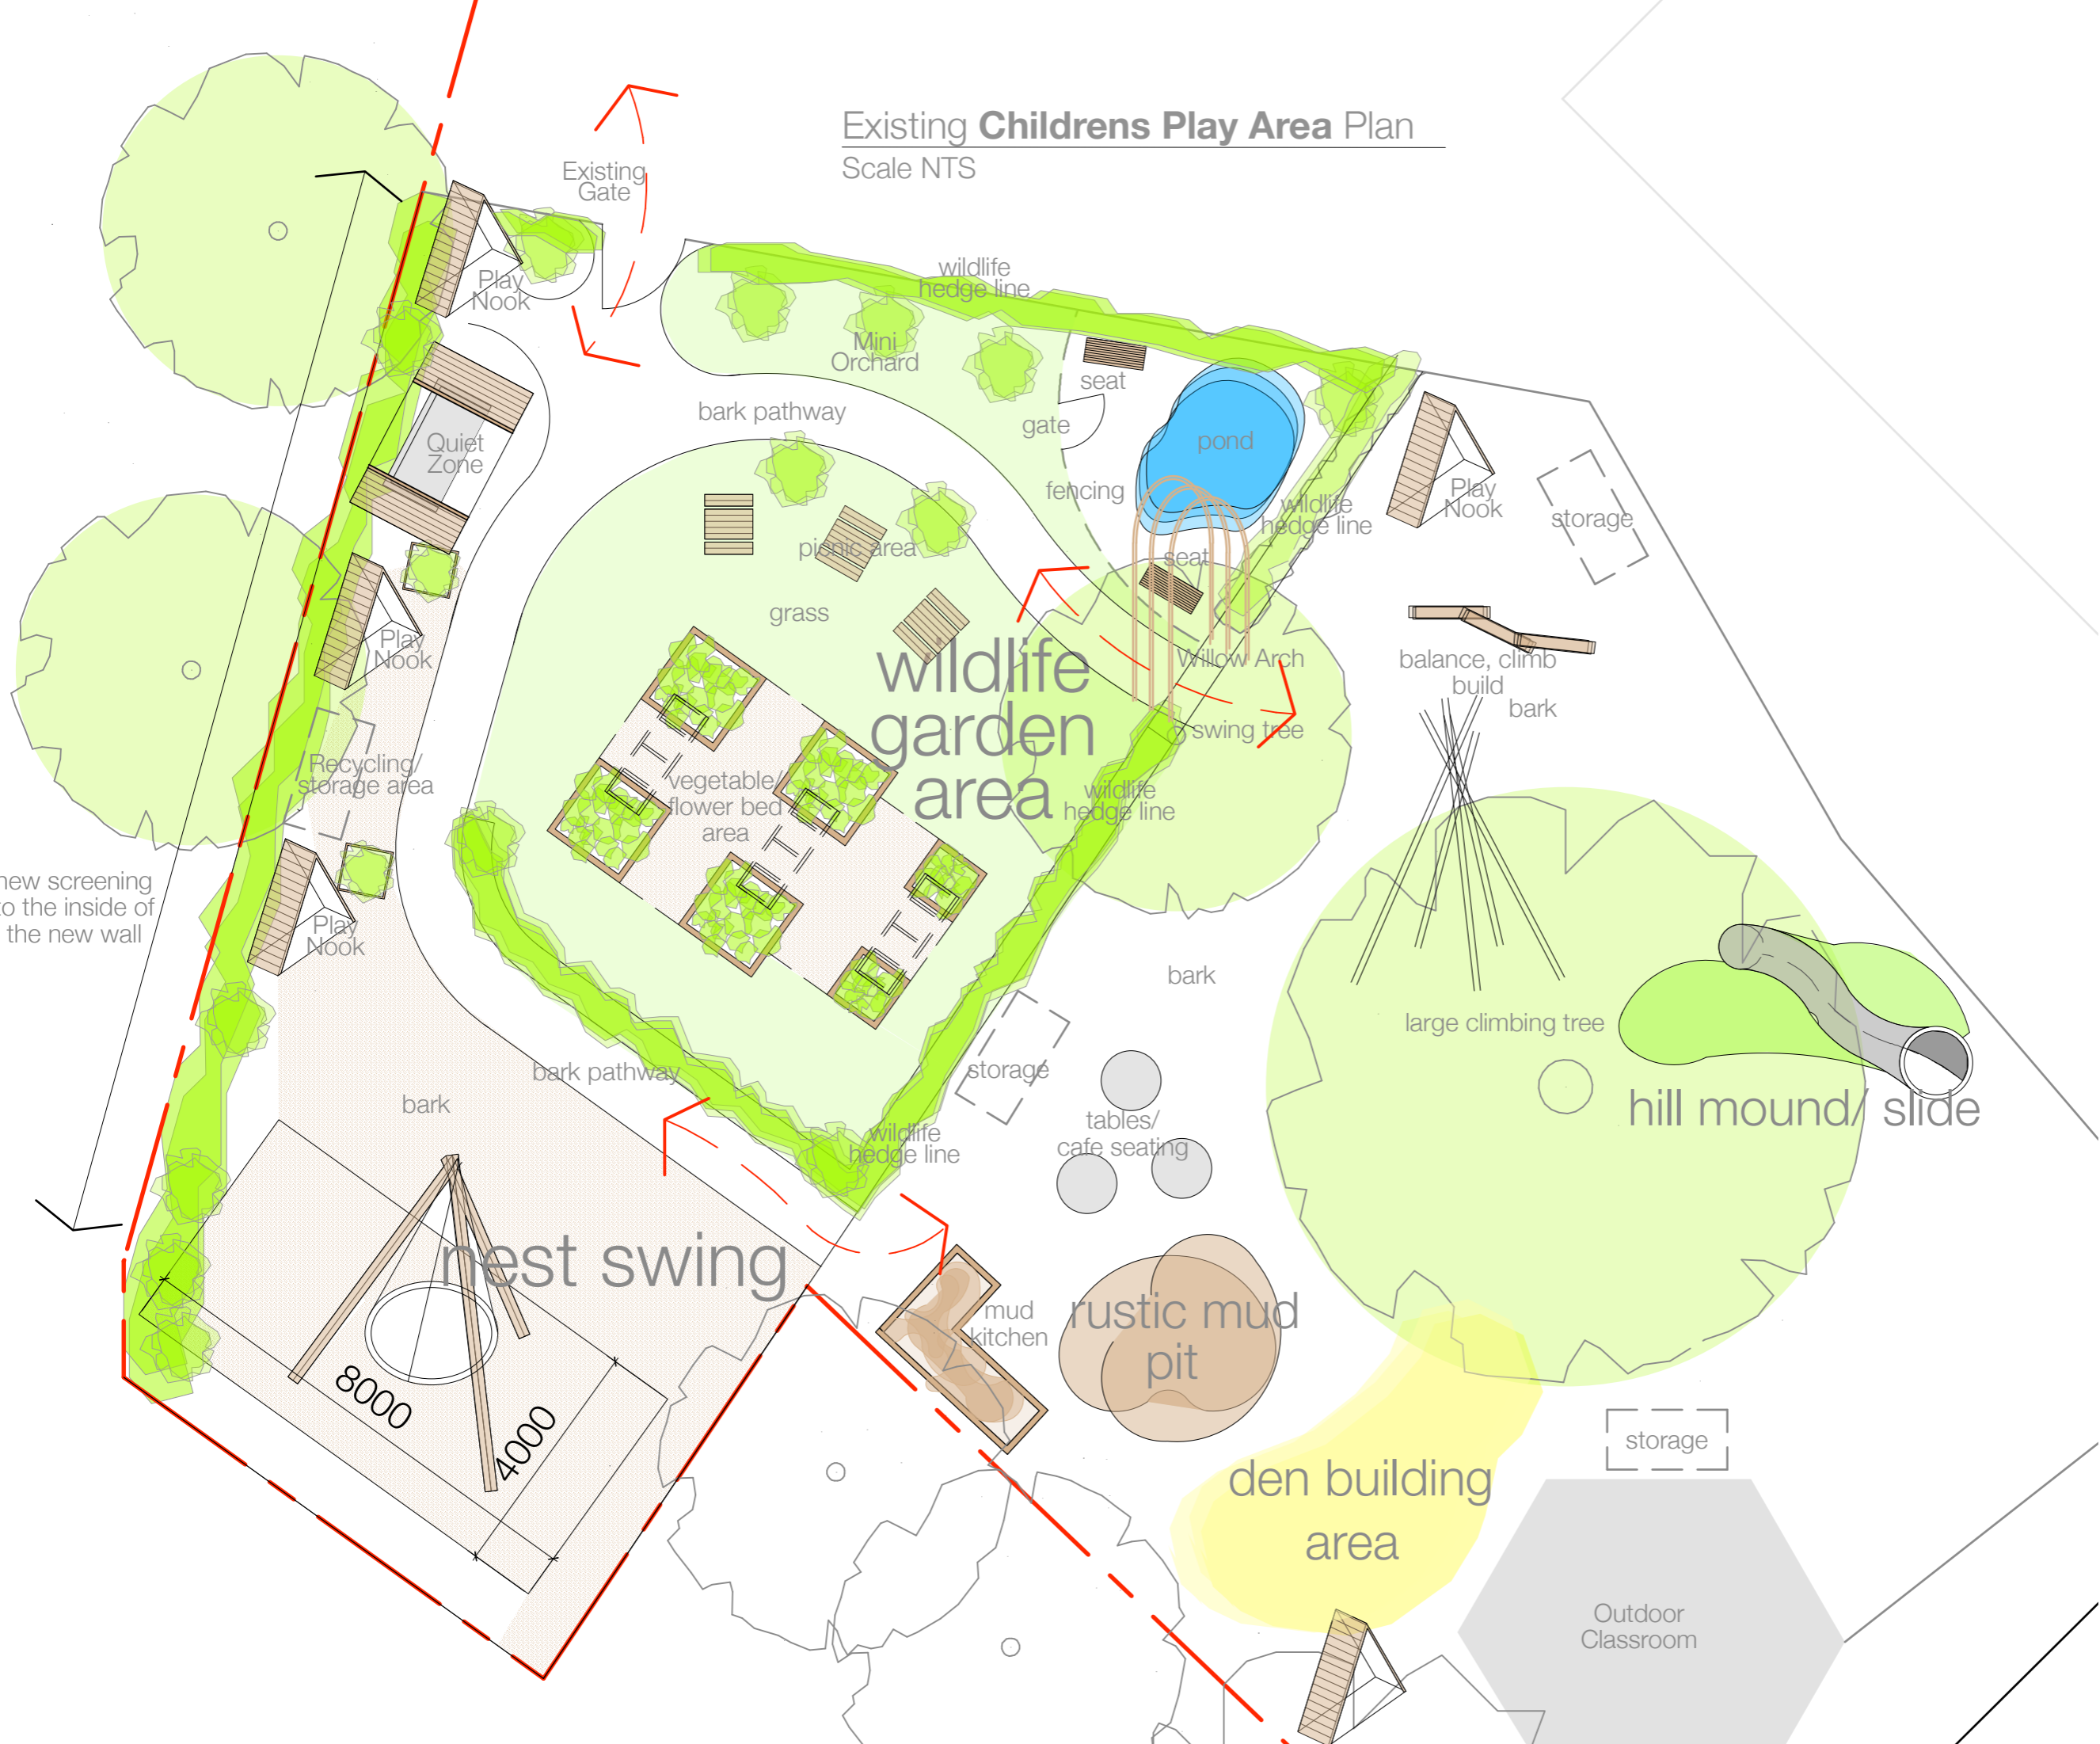 Existing Childrens Play Area Plan
Scale NTS
Existing
Gate
Play
Nook
wildlife
hedge line
Mini
Orchard
seat
bark pathway
gate
Quiet
Zone
pond
fencing
wildlife
hedge line
Play
Nook
storage
picnic area
seat
grass
Play
Nook
wildlife
garden
area
Willow Arch
balance, climb
build
bark
swing tree
Recycling/
storage area
vegetable/
flower bed
area
wildlife
hedge line
new screening
to the inside of
the new wall
Play
Nook
bark
large climbing tree
bark pathway
storage
bark
hill mound/ slide
tables/
cafe seating
wildlife
hedge line
nest swing
mud
kitchen
rustic mud
pit
8000
4000
storage
den building
area
Outdoor
Classroom